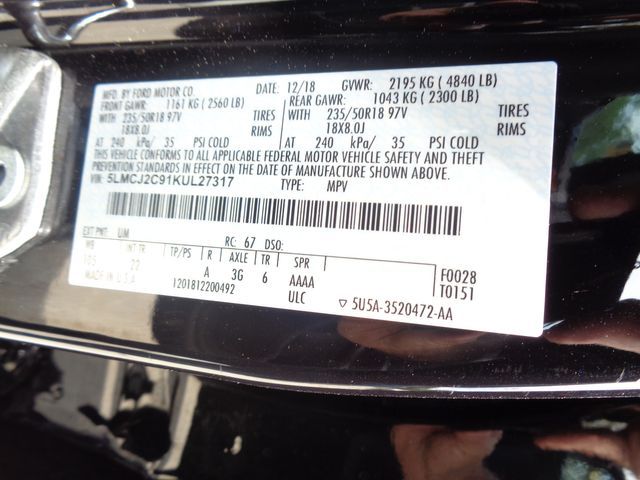 MFD. BY FORD MOTOR CO. DATE: 12/18 GVWR: 2195 KG ( 4840 LB)
FRONT GAWR: 1161 KG ( 2560 LB) REAR GAWR: 1043 KG ( 2300 LB)
WITH 235/50R18 97V TIRES WITH 235/50R18 97V TIRES
18X8.0J RIMS 18X8.0J RIMS
AT 240 kPa/ 35 PSI COLD AT 240 kPa/ 35 PSI COLD
THIS VEHICLE CONFORMS TO ALL APPLICABLE FEDERAL MOTOR VEHICLE SAFETY AND THEFT
PREVENTION STANDARDS IN EFFECT ON THE DATE OF MANUFACTURE SHOWN ABOVE.
VIN: 5LMCJ2C91KUL27317 TYPE: MPV
EXT PNT: UM RC: 67 DSO:
WB INT TR TP/PS R AXLE TR SPR
105 22 A 3G 6 AAAA F0028
MADE IN U.S.A. 1201812200492 ULC T0151
▽ 5U5A-3520472-AA